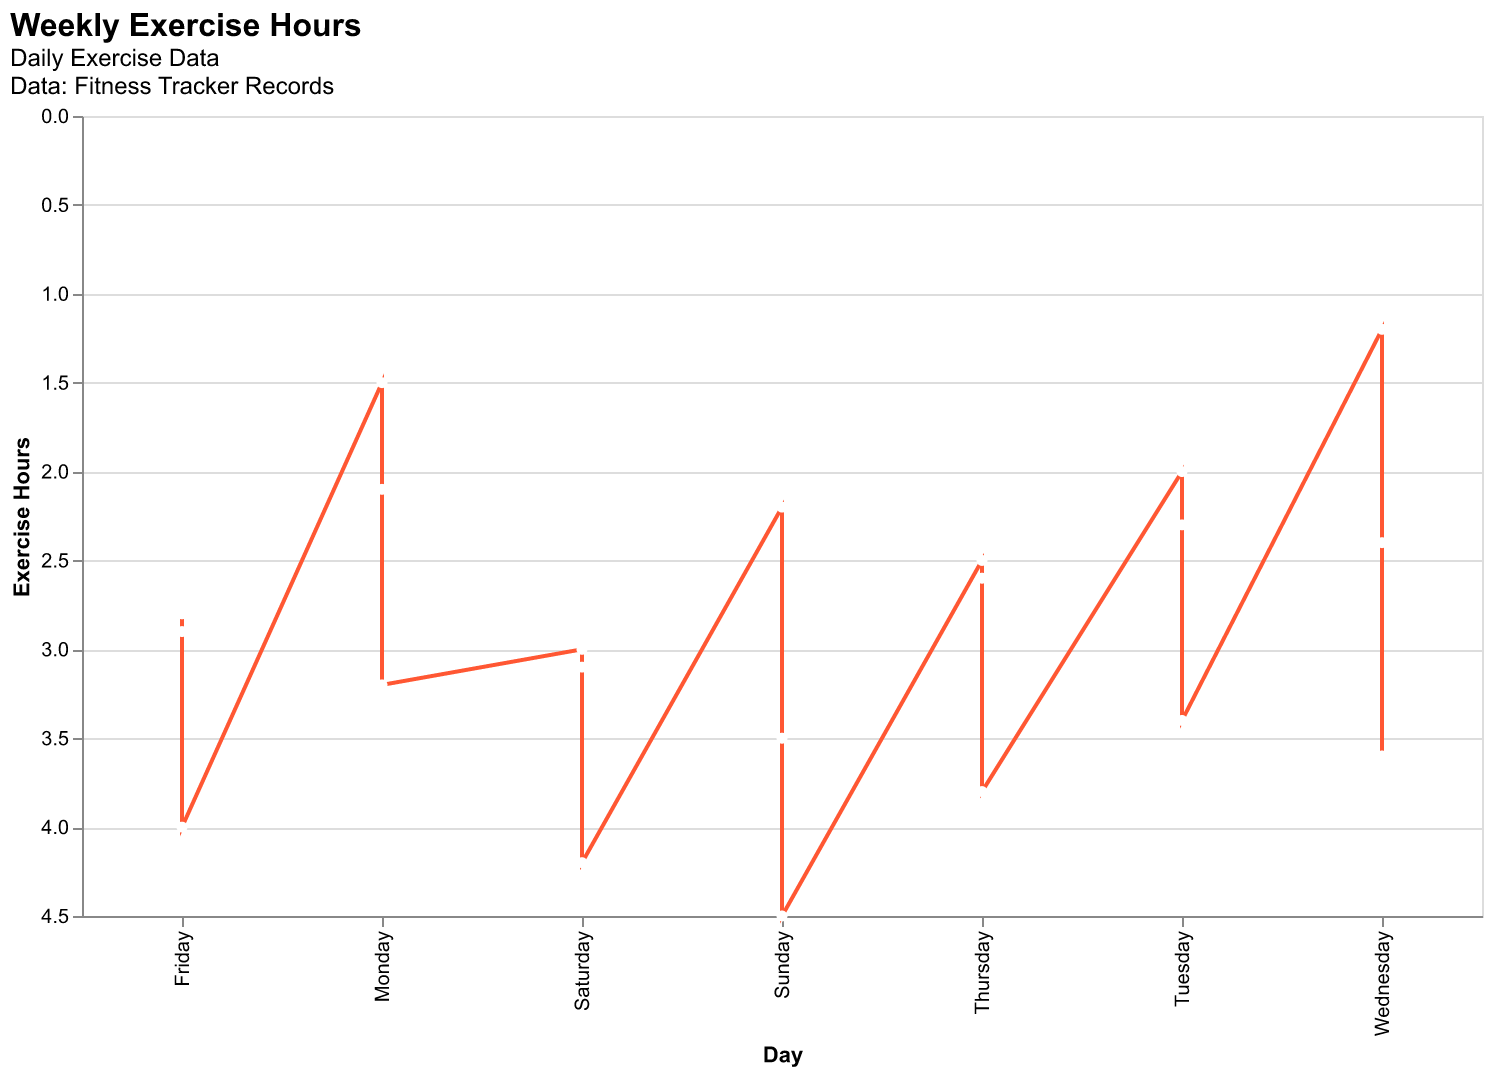 Weekly Exercise Hours
Daily Exercise Data
Data: Fitness Tracker Records
0.0
0.5
1.0
1.5
2.0
2.5
3.0
3.5
4.0
4.5
Exercise Hours
Friday
Monday
Saturday
Sunday
Thursday
Tuesday
Wednesday
Day